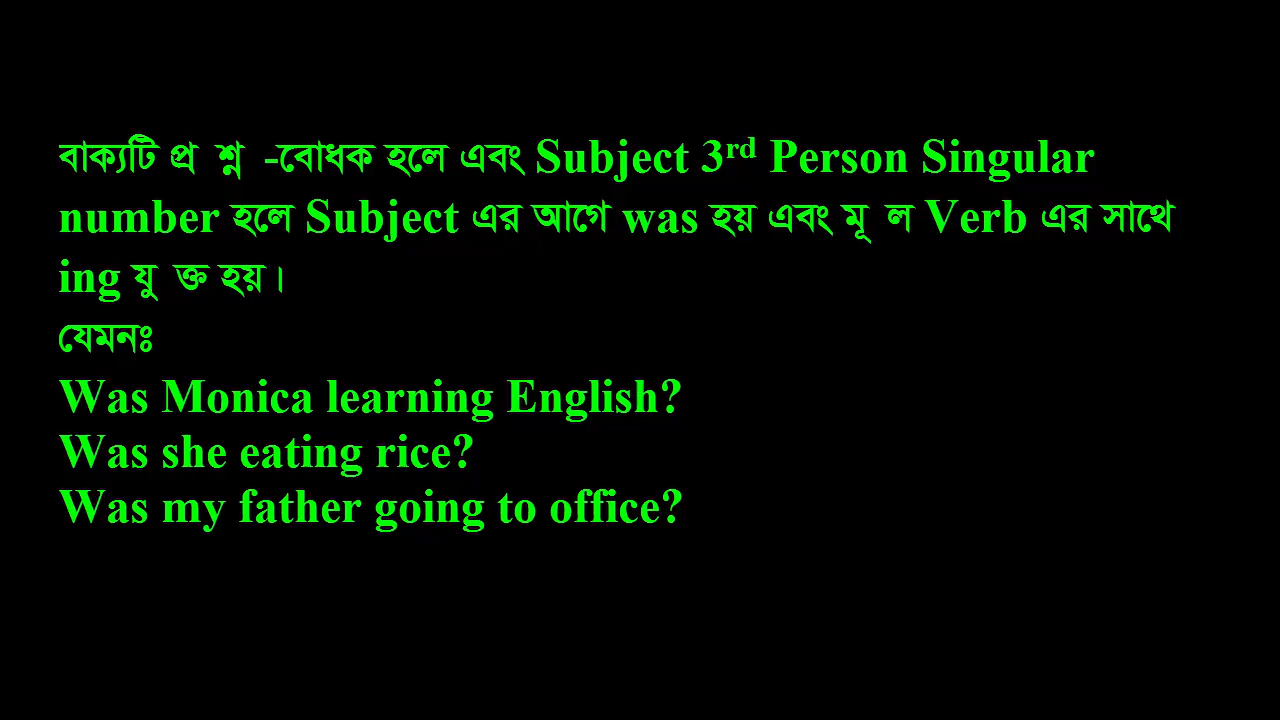 বাক্যটি প্রশ্ন -বোধক হলে এবং Subject 3rd Person Singular
number হলে Subject এর আগে was হয় এবং মূল Verb এর সাথে
ing যুক্ত হয়।
যেমনঃ
Was Monica learning English?
Was she eating rice?
Was my father going to office?